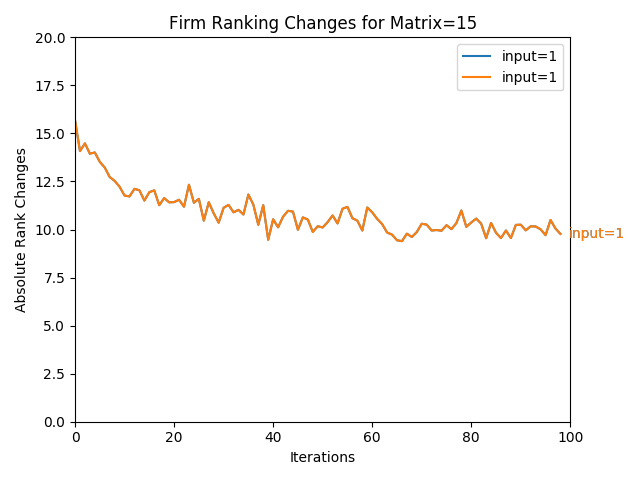 Firm Ranking Changes for Matrix=15
20.0
17.5
15.0
12.5
10.0
7.5
5.0
2.5
0.0
Absolute Rank Changes
input=1
input=1
input=1
0
20
40
60
80
100
Iterations